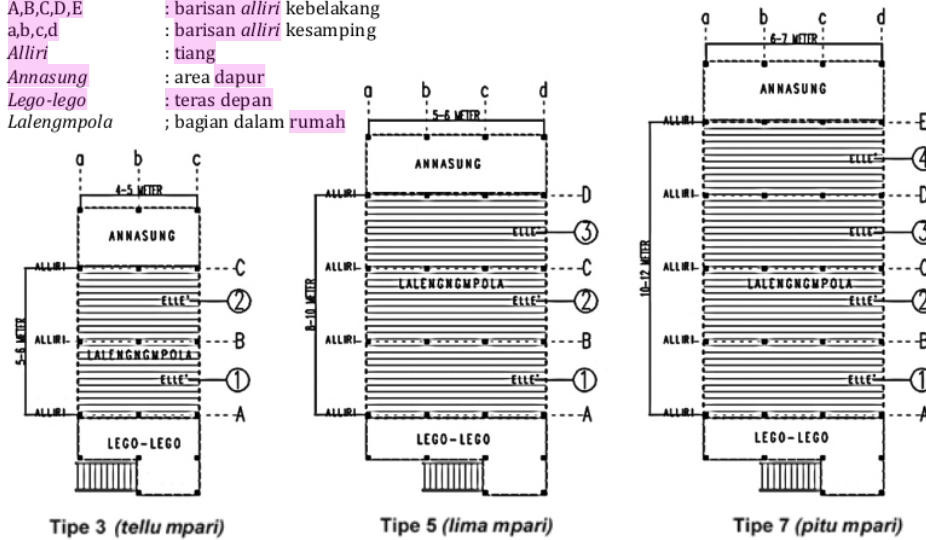 A,B,C,D,E : barisan alliri kebelakang
a,b,c,d : barisan alliri kesamping
Alliri : tiang
Annasung : area dapur
Lego-lego : teras depan
Lalengmpola ; bagian dalam rumah
a b c
4-5 METER
ANNASUNG
ALLIRI C
ELLE' 2
5-6 METER
ALLIRI B
LALENGNGMPOLA
ELLE' 1
ALLIRI A
LEGO-LEGO
Tipe 3 (tellu mpari)
a b c d
5-6 METER
ANNASUNG
ALLIRI D
ELLE' 3
ALLIRI C
LALENGNGMPOLA
ELLE' 2
8-10 METER
ALLIRI B
ELLE' 1
ALLIRI A
LEGO-LEGO
Tipe 5 (lima mpari)
a b c d
6-7 METER
ANNASUNG
ALLIRI E
ELLE' 4
ALLIRI D
ELLE' 3
10-12 METER
ALLIRI C
LALENGNGMPOLA
ELLE' 2
ALLIRI B
ELLE' 1
ALLIRI A
LEGO-LEGO
Tipe 7 (pitu mpari)